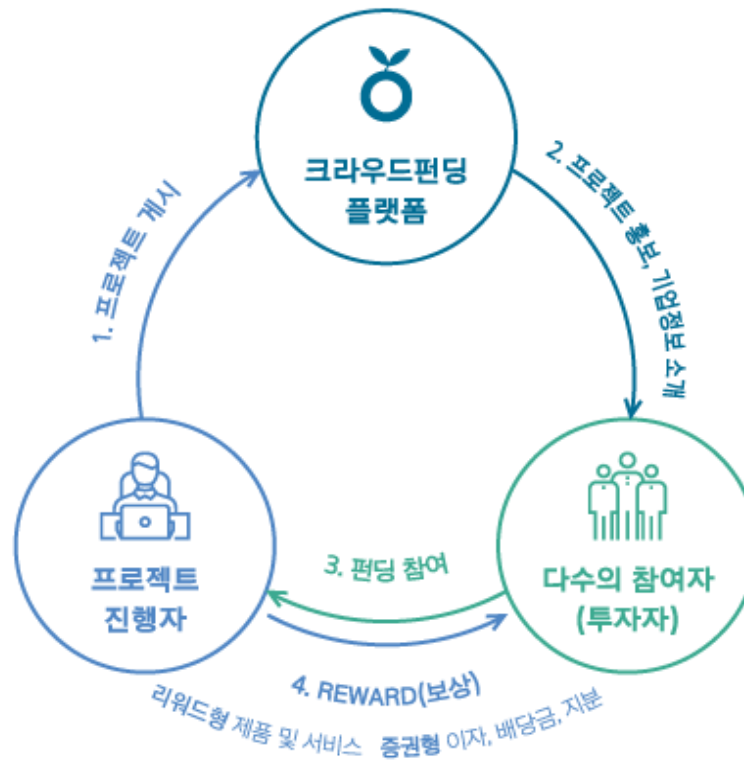 크라우드펀딩
플랫폼
1. 프로젝트 게시
2. 프로젝트 홍보, 기업정보 소개
프로젝트
진행자
다수의 참여자
(투자자)
3. 펀딩 참여
4. REWARD(보상)
리워드형 제품 및 서비스 증권형 이자, 배당금, 지분